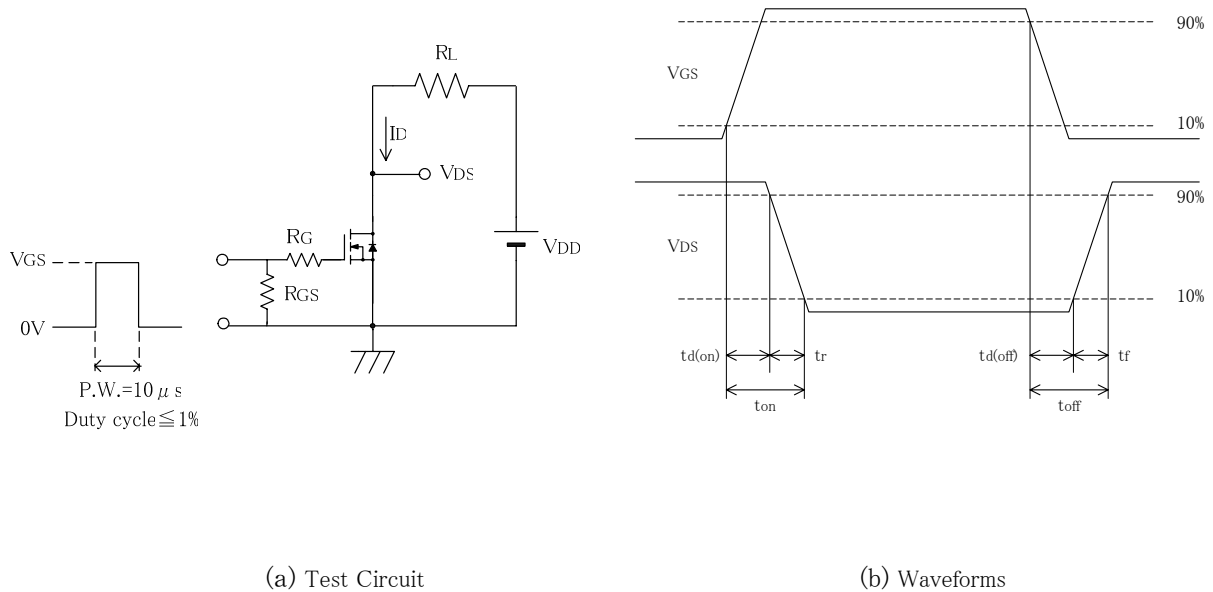 RL
ID
VDS
RG
RGS
VDD
VGS
0V
P.W.=10 μ s
Duty cycle≦1%
(a) Test Circuit
90%
VGS
10%
90%
VDS
10%
td(on)
tr
td(off)
tf
ton
toff
(b) Waveforms